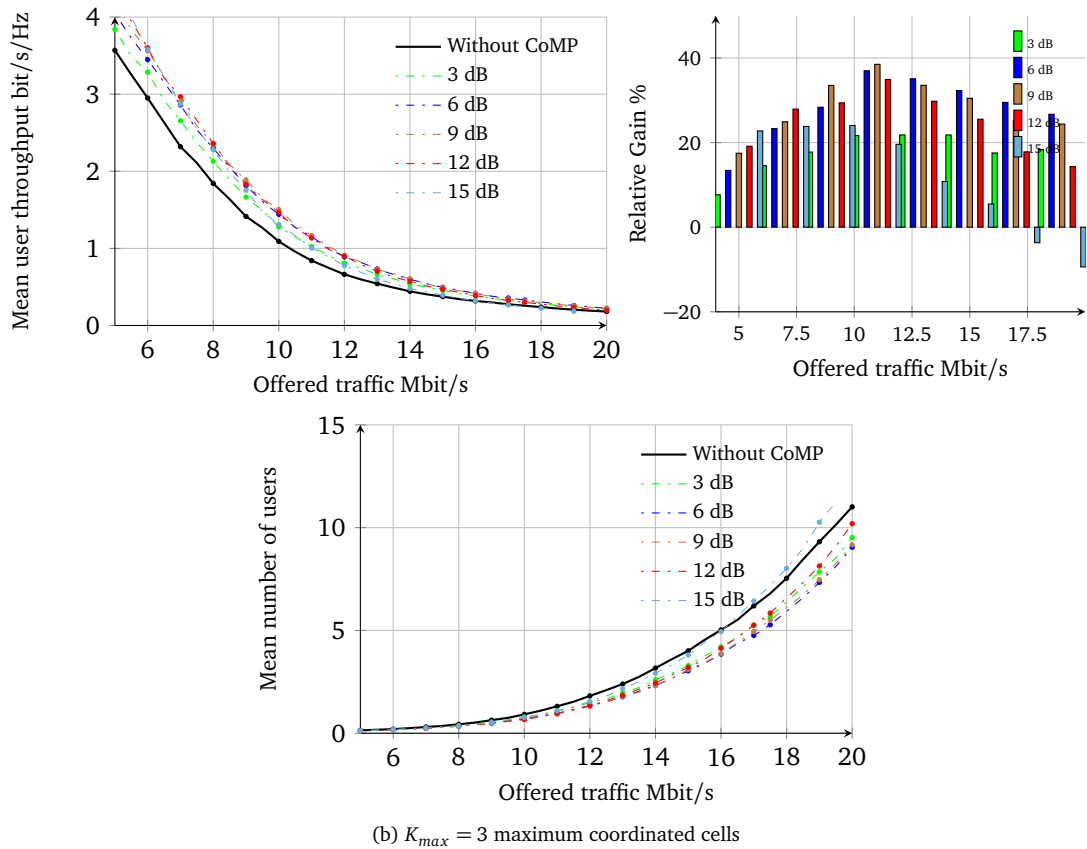 4
3
2
1
0
6
8
10
12
14
16
18
20
Mean user throughput bit/s/Hz
Offered traffic Mbit/s
Without CoMP
3 dB
6 dB
9 dB
12 dB
15 dB
40
20
0
−20
5
7.5
10
12.5
15
17.5
Relative Gain %
Offered traffic Mbit/s
3 dB
6 dB
9 dB
12 dB
15 dB
15
10
5
0
6
8
10
12
14
16
18
20
Mean number of users
Offered traffic Mbit/s
Without CoMP
3 dB
6 dB
9 dB
12 dB
15 dB
(b) K_{max} = 3 maximum coordinated cells